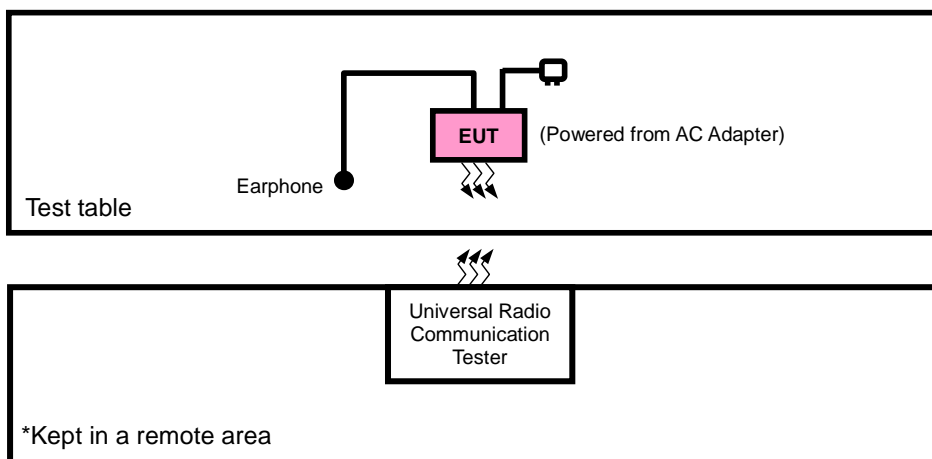 EUT
(Powered from AC Adapter)
Earphone
Test table
Universal Radio
Communication
Tester
*Kept in a remote area